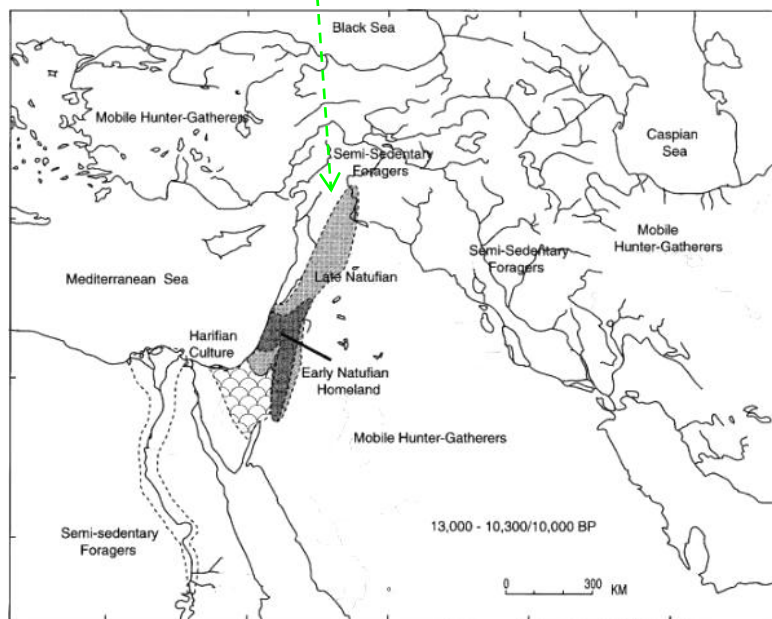 Black Sea
Mobile Hunter-Gatherers
Caspian
Sea
Semi-Sedentary
Foragers
Mobile
Hunter-Gatherers
Semi-Sedentary
Foragers
Mediterranean Sea
Late Natufian
Harifian
Culture
Early Natufian
Homeland
Mobile Hunter-Gatherers
Semi-sedentary
Foragers
13,000 - 10,300/10,000 BP
0 300 KM